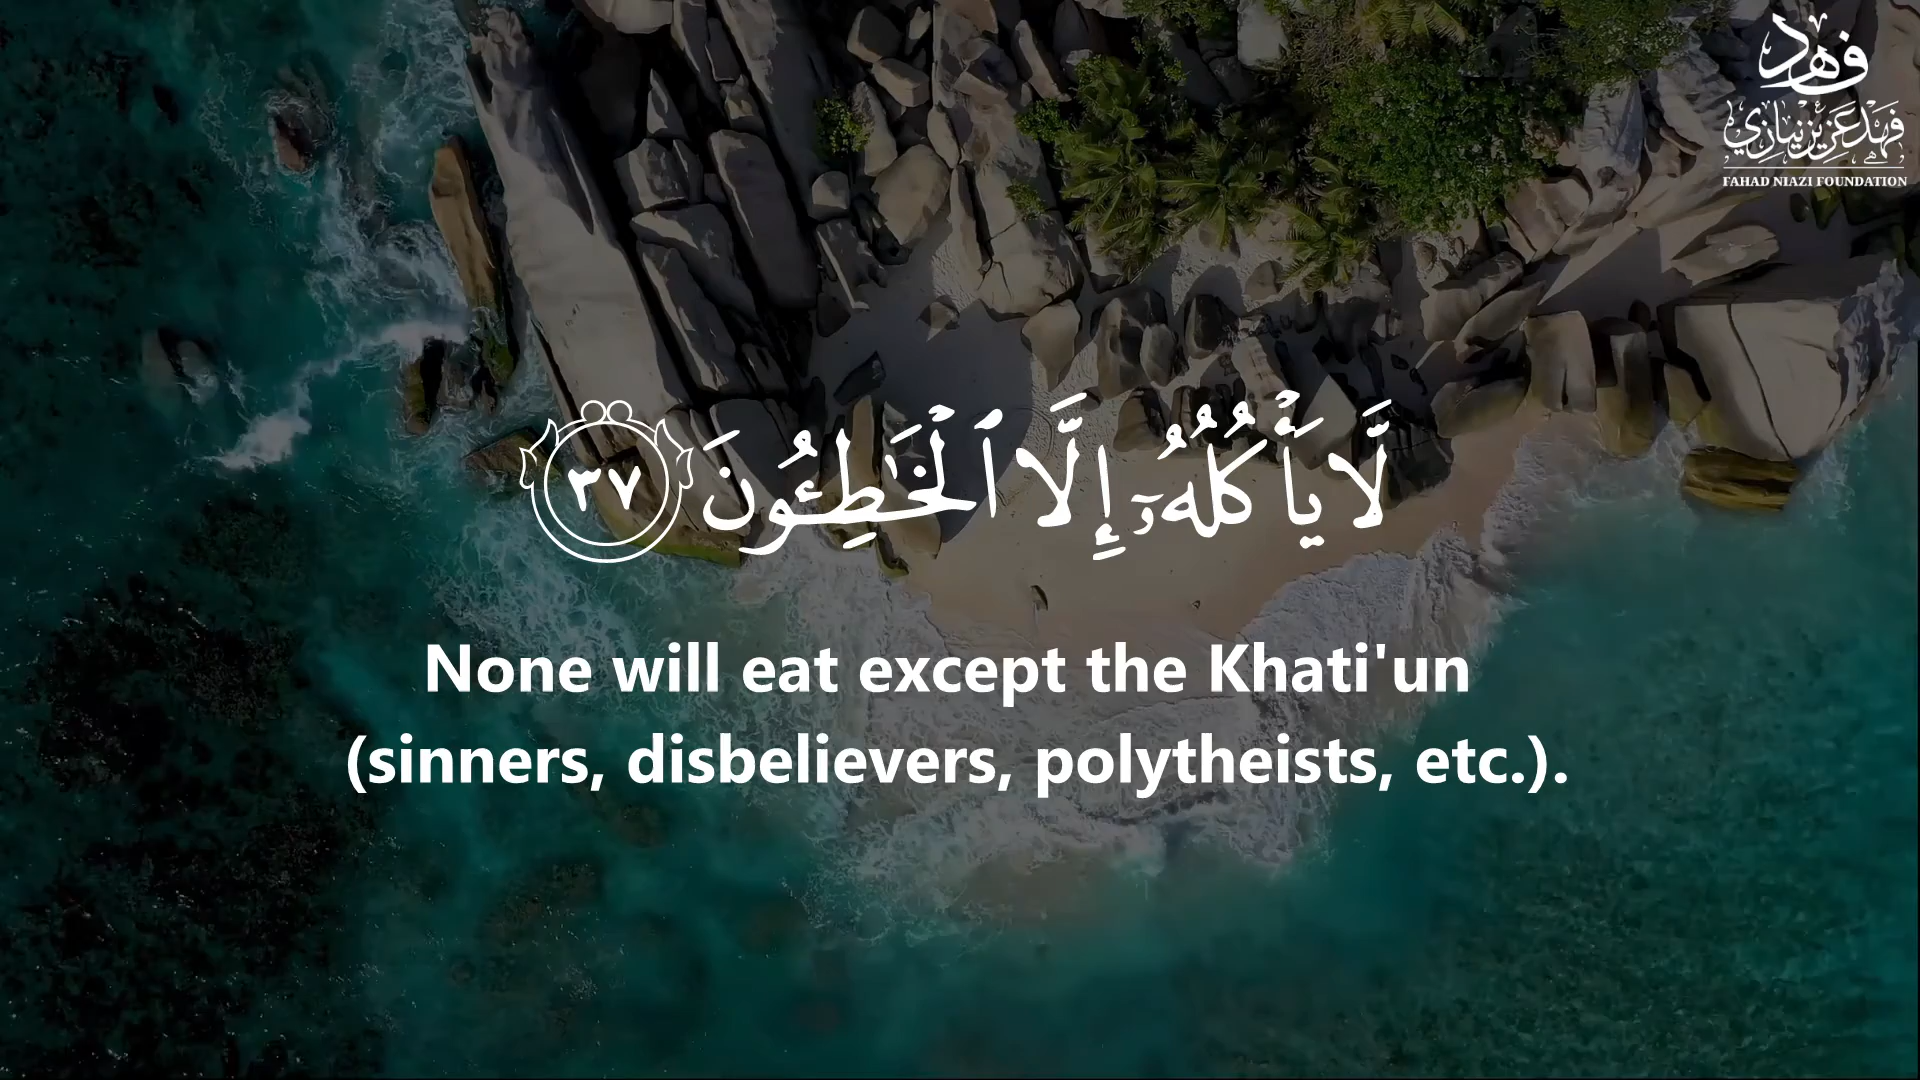 فهد
فهد عزيز نيازي
FAHAD NIAZI FOUNDATION
لَّا يَأْكُلُهُۥٓ إِلَّا ٱلْخَٰطِـُٔونَ ٣٧
None will eat except the Khati'un
(sinners, disbelievers, polytheists, etc.).